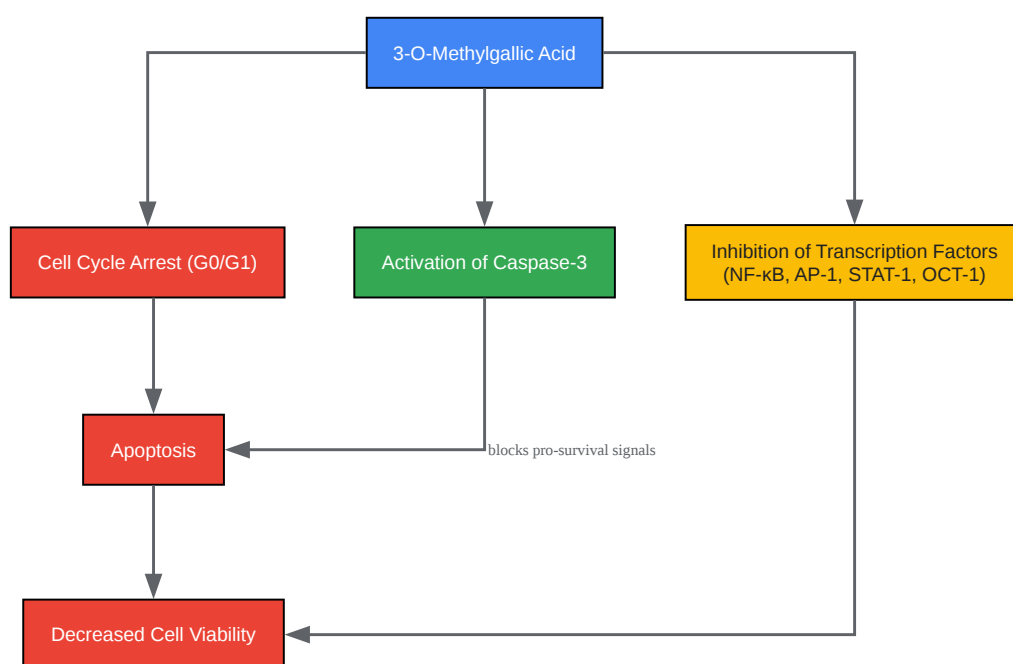 3-O-Methylgallic Acid
Cell Cycle Arrest (G0/G1)
Activation of Caspase-3
Inhibition of Transcription Factors
(NF-κB, AP-1, STAT-1, OCT-1)
Apoptosis
blocks pro-survival signals
Decreased Cell Viability